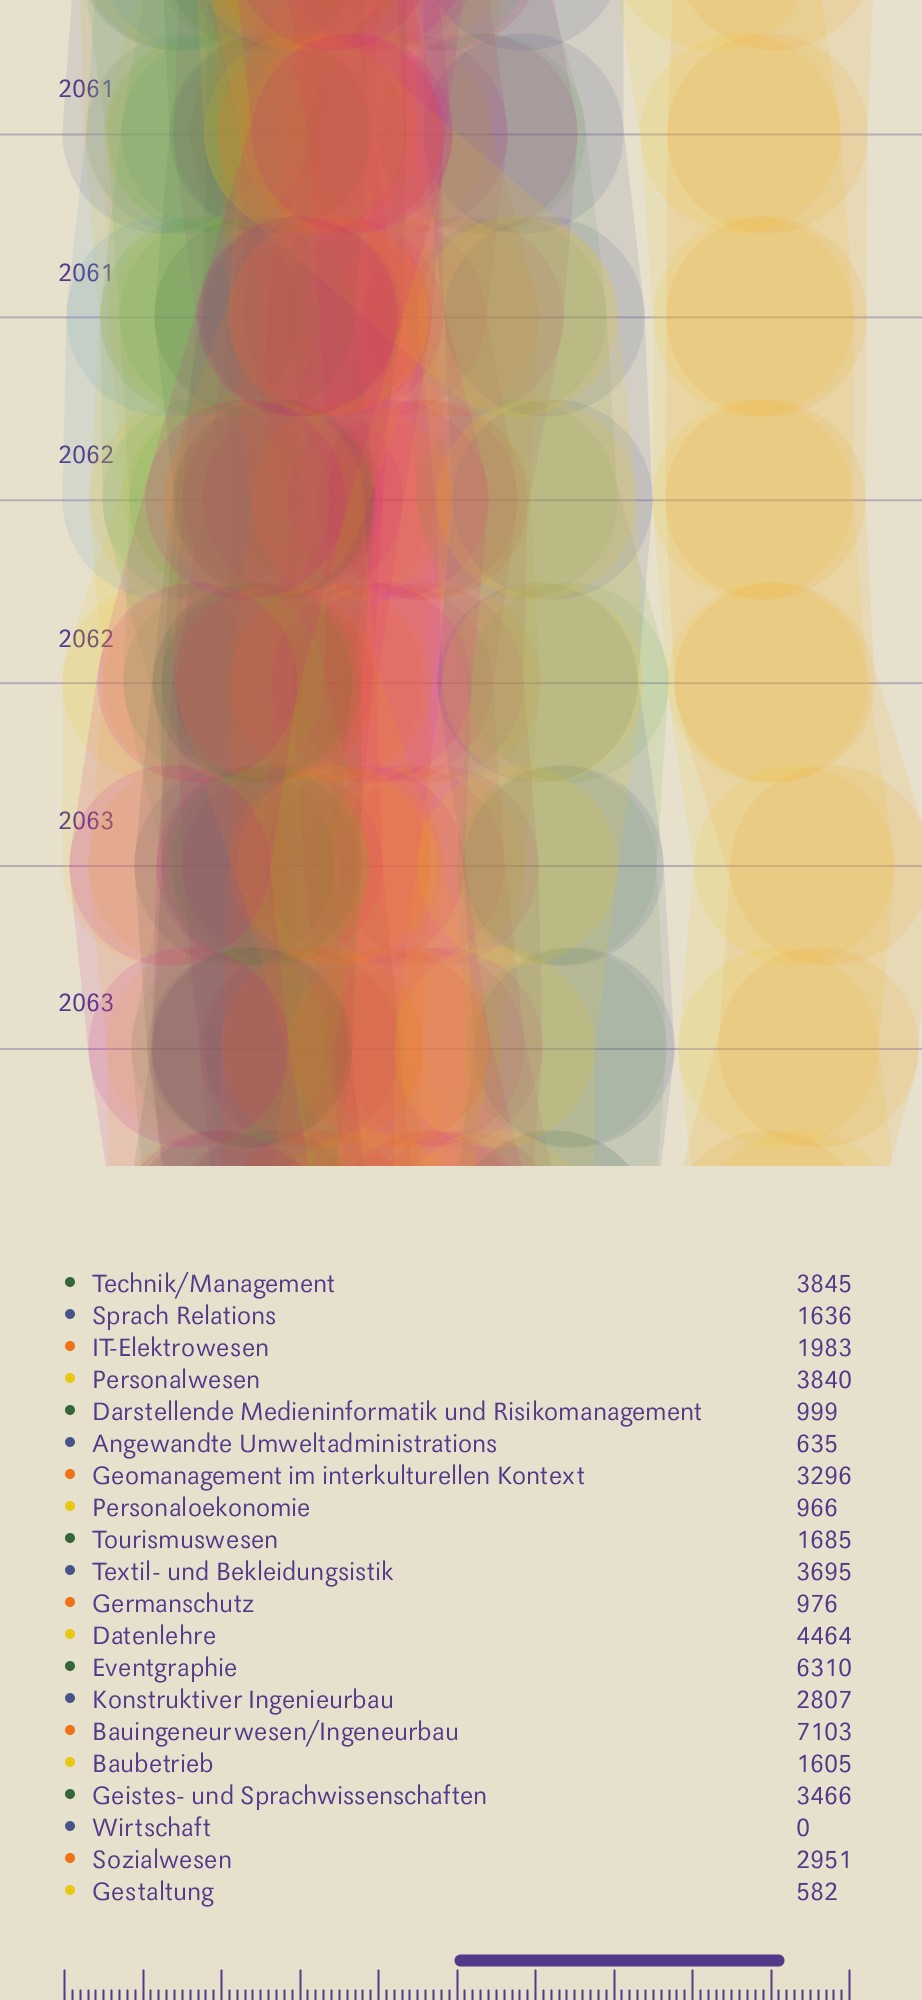 2061
2061
2062
2062
2063
2063
Technik/Management 3845
Sprach Relations 1636
IT-Elektrowesen 1983
Personalwesen 3840
Darstellende Medieninformatik und Risikomanagement 999
Angewandte Umweltadministrations 635
Geomanagement im interkulturellen Kontext 3296
Personaloekonomie 966
Tourismuswesen 1685
Textil- und Bekleidungsistik 3695
Germanschutz 976
Datenlehre 4464
Eventgraphie 6310
Konstruktiver Ingenieurbau 2807
Bauingeneurwesen/Ingeneurbau 7103
Baubetrieb 1605
Geistes- und Sprachwissenschaften 3466
Wirtschaft 0
Sozialwesen 2951
Gestaltung 582